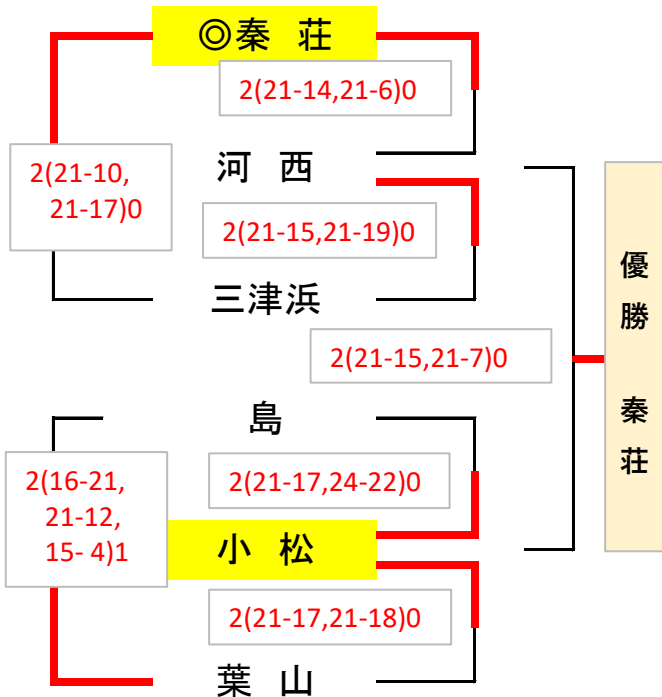 ◎秦 荘
2(21-14,21-6)0
2(21-10,
21-17)0
河 西
2(21-15,21-19)0
三津浜
2(21-15,21-7)0
優勝 秦荘
島
2(16-21,
21-12,
15- 4)1
2(21-17,24-22)0
小 松
2(21-17,21-18)0
葉 山